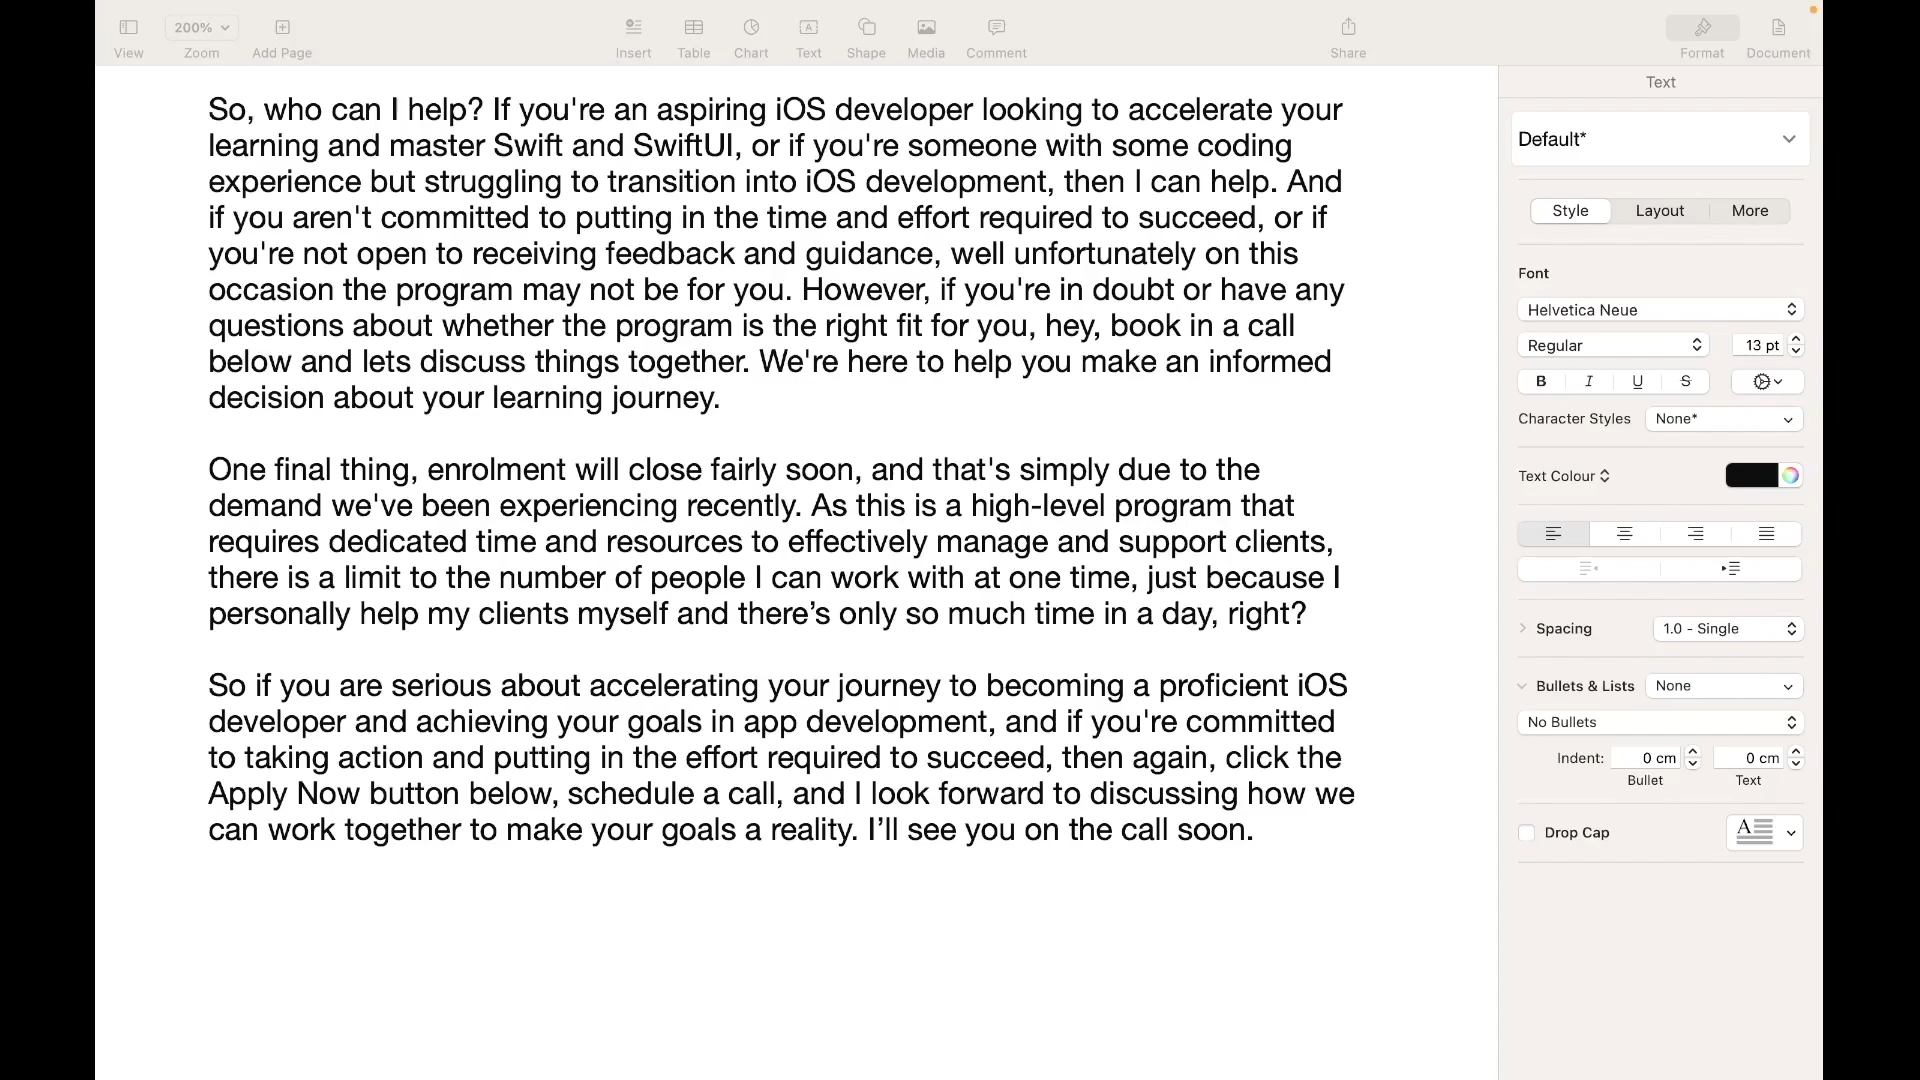 200%
View
Zoom
Add Page
Insert
Table
Chart
Text
Shape
Media
Comment
Share
Format
Document
So, who can I help? If you're an aspiring iOS developer looking to accelerate your
learning and master Swift and SwiftUI, or if you're someone with some coding
experience but struggling to transition into iOS development, then I can help. And
if you aren't committed to putting in the time and effort required to succeed, or if
you're not open to receiving feedback and guidance, well unfortunately on this
occasion the program may not be for you. However, if you're in doubt or have any
questions about whether the program is the right fit for you, hey, book in a call
below and lets discuss things together. We're here to help you make an informed
decision about your learning journey.
One final thing, enrolment will close fairly soon, and that's simply due to the
demand we've been experiencing recently. As this is a high-level program that
requires dedicated time and resources to effectively manage and support clients,
there is a limit to the number of people I can work with at one time, just because I
personally help my clients myself and there’s only so much time in a day, right?
So if you are serious about accelerating your journey to becoming a proficient iOS
developer and achieving your goals in app development, and if you're committed
to taking action and putting in the effort required to succeed, then again, click the
Apply Now button below, schedule a call, and I look forward to discussing how we
can work together to make your goals a reality. I’ll see you on the call soon.
Text
Default*
Style Layout More
Font
Helvetica Neue
Regular 13 pt
B I U S
Character Styles None*
Text Colour
Spacing 1.0 - Single
Bullets & Lists None
No Bullets
Indent: 0 cm 0 cm
Bullet Text
Drop Cap A